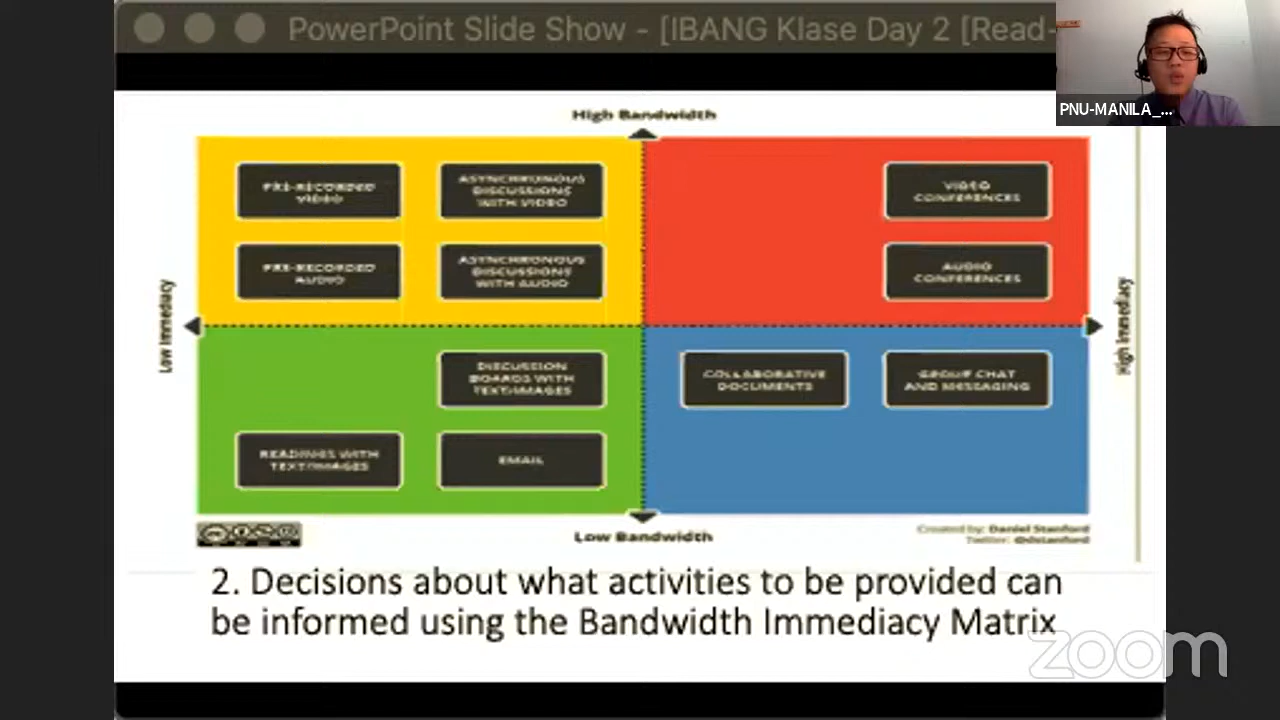 PowerPoint Slide Show - [IBANG Klase Day 2 [Read-
PNU-MANILA_...
High Bandwidth
PRE-RECORDED
VIDEO
ASYNCHRONOUS
DISCUSSIONS
WITH VIDEO
VIDEO
CONFERENCES
PRE-RECORDED
AUDIO
ASYNCHRONOUS
DISCUSSIONS
WITH AUDIO
AUDIO
CONFERENCES
Low Immediacy
High Immediacy
DISCUSSION
BOARDS WITH
TEXT/IMAGES
COLLABORATIVE
DOCUMENTS
GROUP CHAT
AND MESSAGING
READINGS WITH
TEXT/IMAGES
EMAIL
Low Bandwidth
Created by: Daniel Stanford
Twitter: @dstanford
2. Decisions about what activities to be provided can
be informed using the Bandwidth Immediacy Matrix
zoom